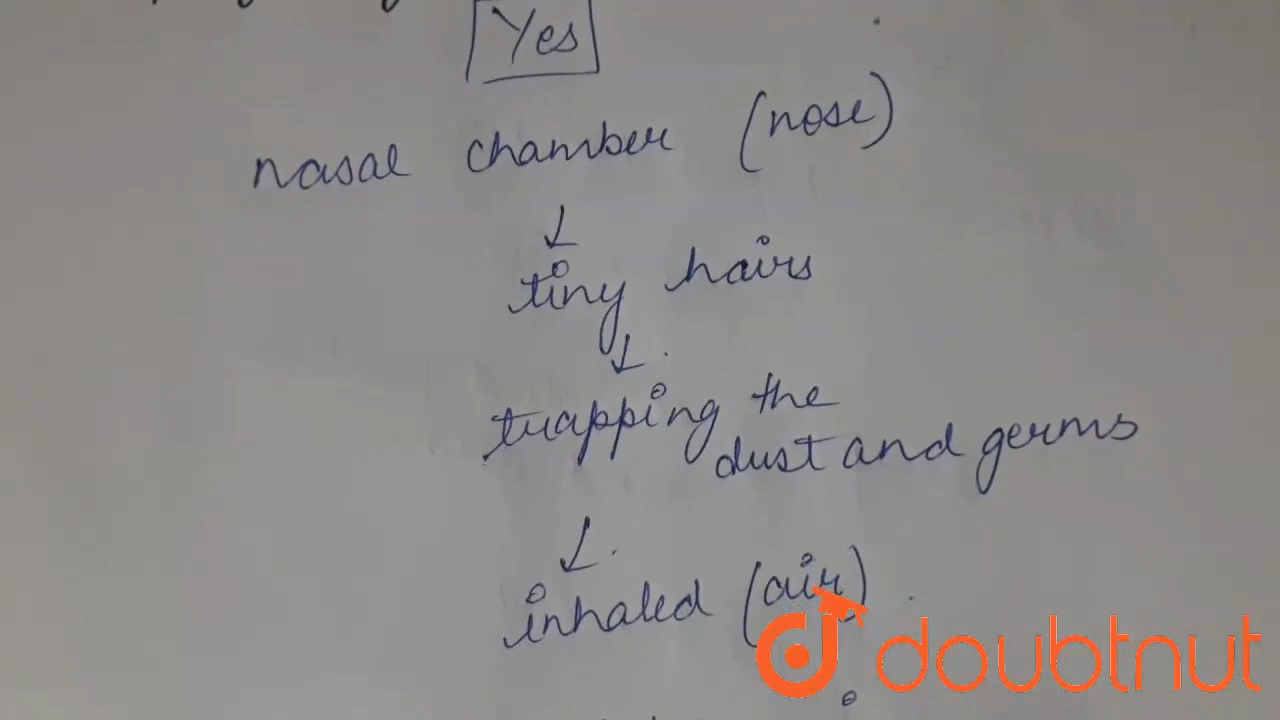 Yes
nasal chamber (nose)
↓
tiny hairs
↓
trapping the
dust and germs
↓
inhaled (air)
doubtnut